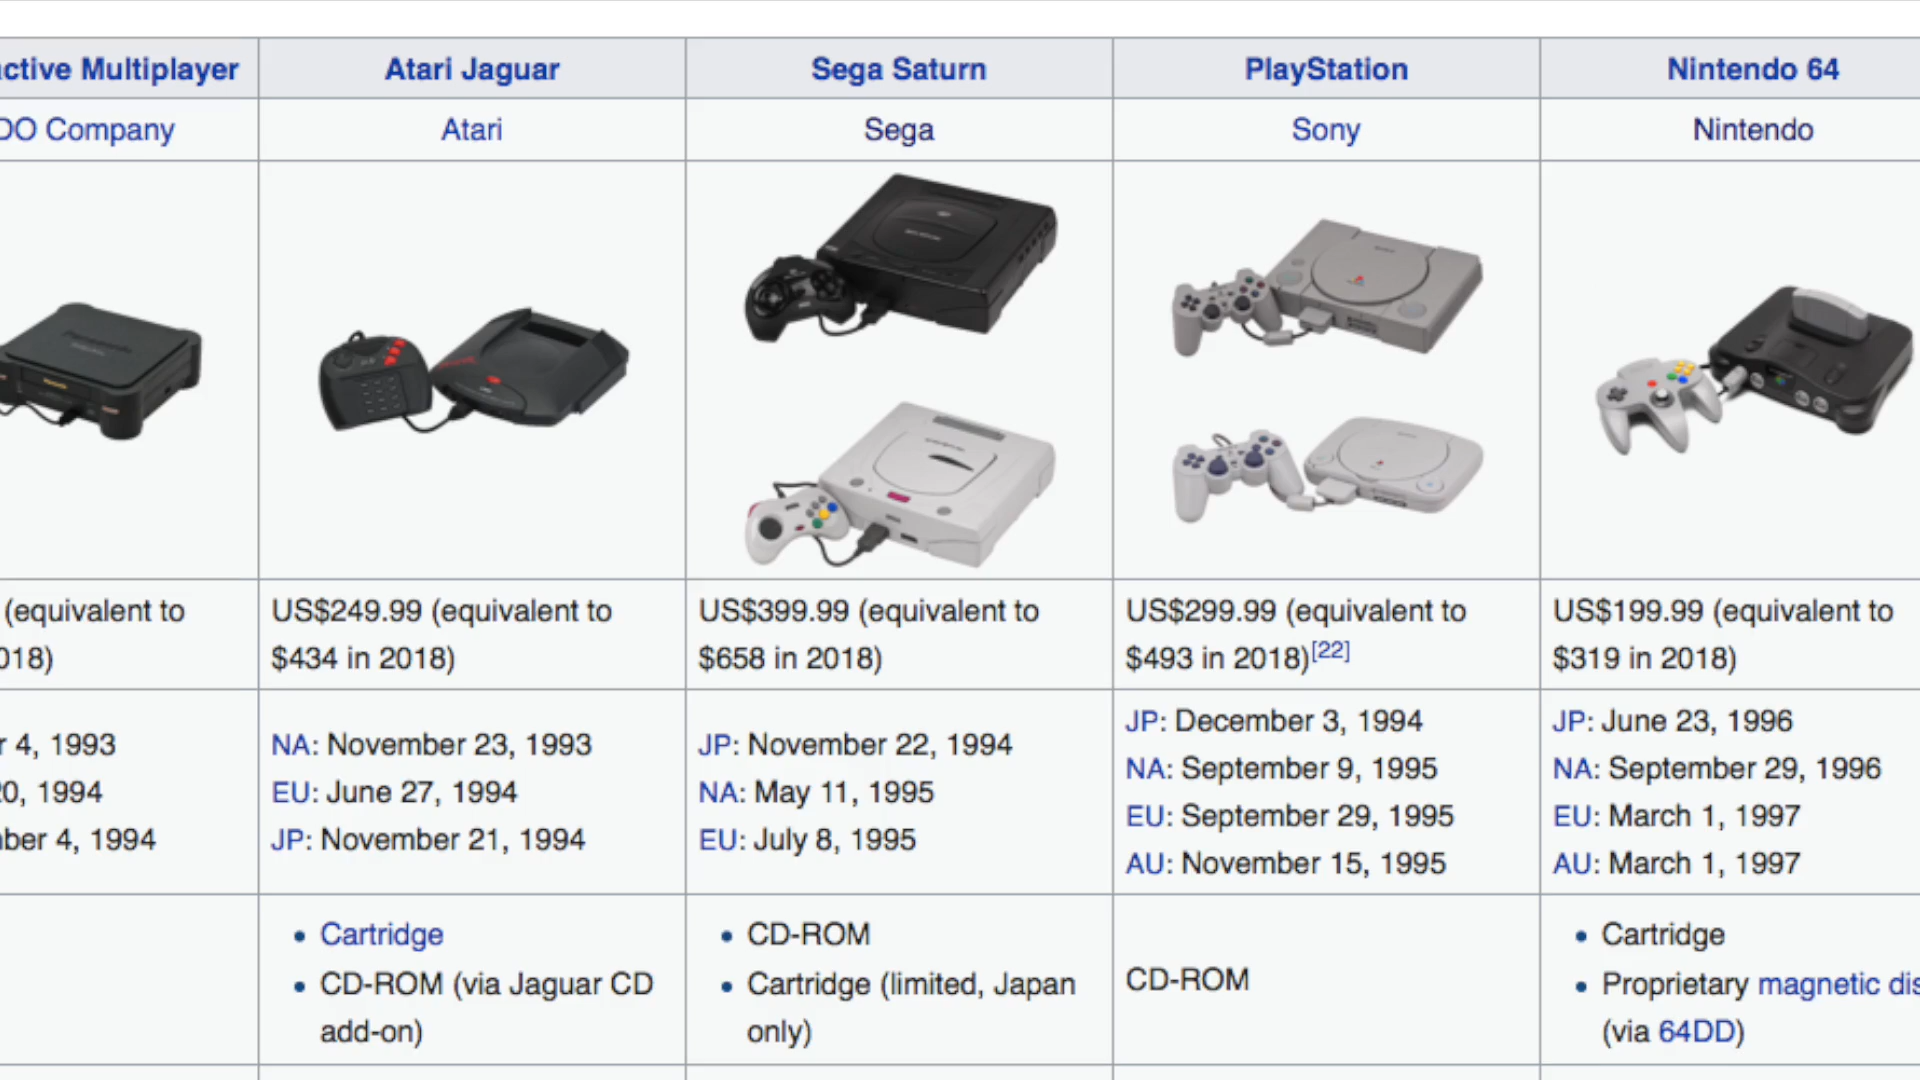 active Multiplayer
Atari Jaguar
Sega Saturn
PlayStation
Nintendo 64
DO Company
Atari
Sega
Sony
Nintendo
(equivalent to
018)
US$249.99 (equivalent to
$434 in 2018)
US$399.99 (equivalent to
$658 in 2018)
US$299.99 (equivalent to
$493 in 2018)[22]
US$199.99 (equivalent to
$319 in 2018)
r 4, 1993
20, 1994
ber 4, 1994
NA: November 23, 1993
EU: June 27, 1994
JP: November 21, 1994
JP: November 22, 1994
NA: May 11, 1995
EU: July 8, 1995
JP: December 3, 1994
NA: September 9, 1995
EU: September 29, 1995
AU: November 15, 1995
JP: June 23, 1996
NA: September 29, 1996
EU: March 1, 1997
AU: March 1, 1997
• Cartridge
• CD-ROM (via Jaguar CD
add-on)
• CD-ROM
• Cartridge (limited, Japan
only)
CD-ROM
• Cartridge
• Proprietary magnetic dis
(via 64DD)